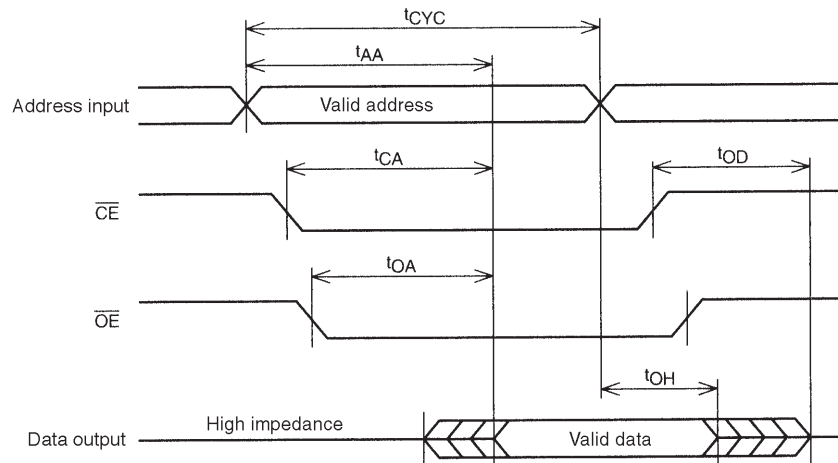 tCYC
tAA
Address input
Valid address
tCA
tOD
CE
tOA
OE
tOH
High impedance
Data output
Valid data